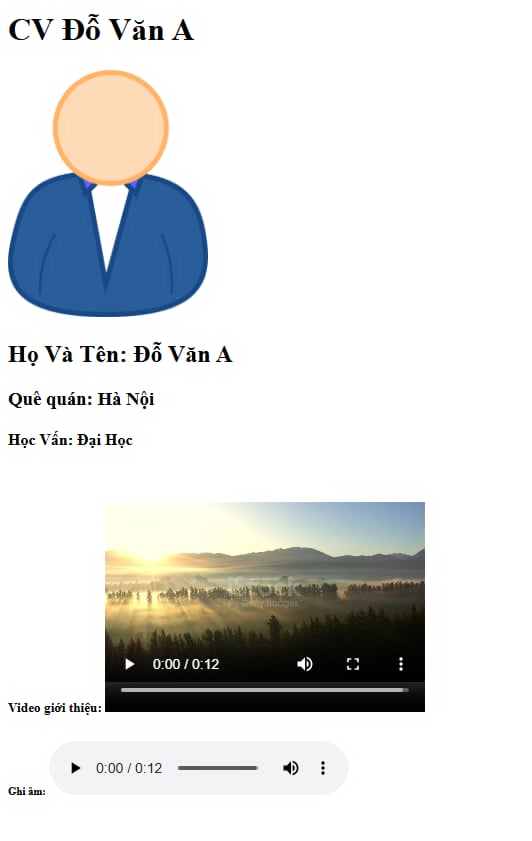 CV Đỗ Văn A
Họ Và Tên: Đỗ Văn A
Quê quán: Hà Nội
Học Vấn: Đại Học
0:00 / 0:12
Video giới thiệu:
0:00 / 0:12
Ghi âm: